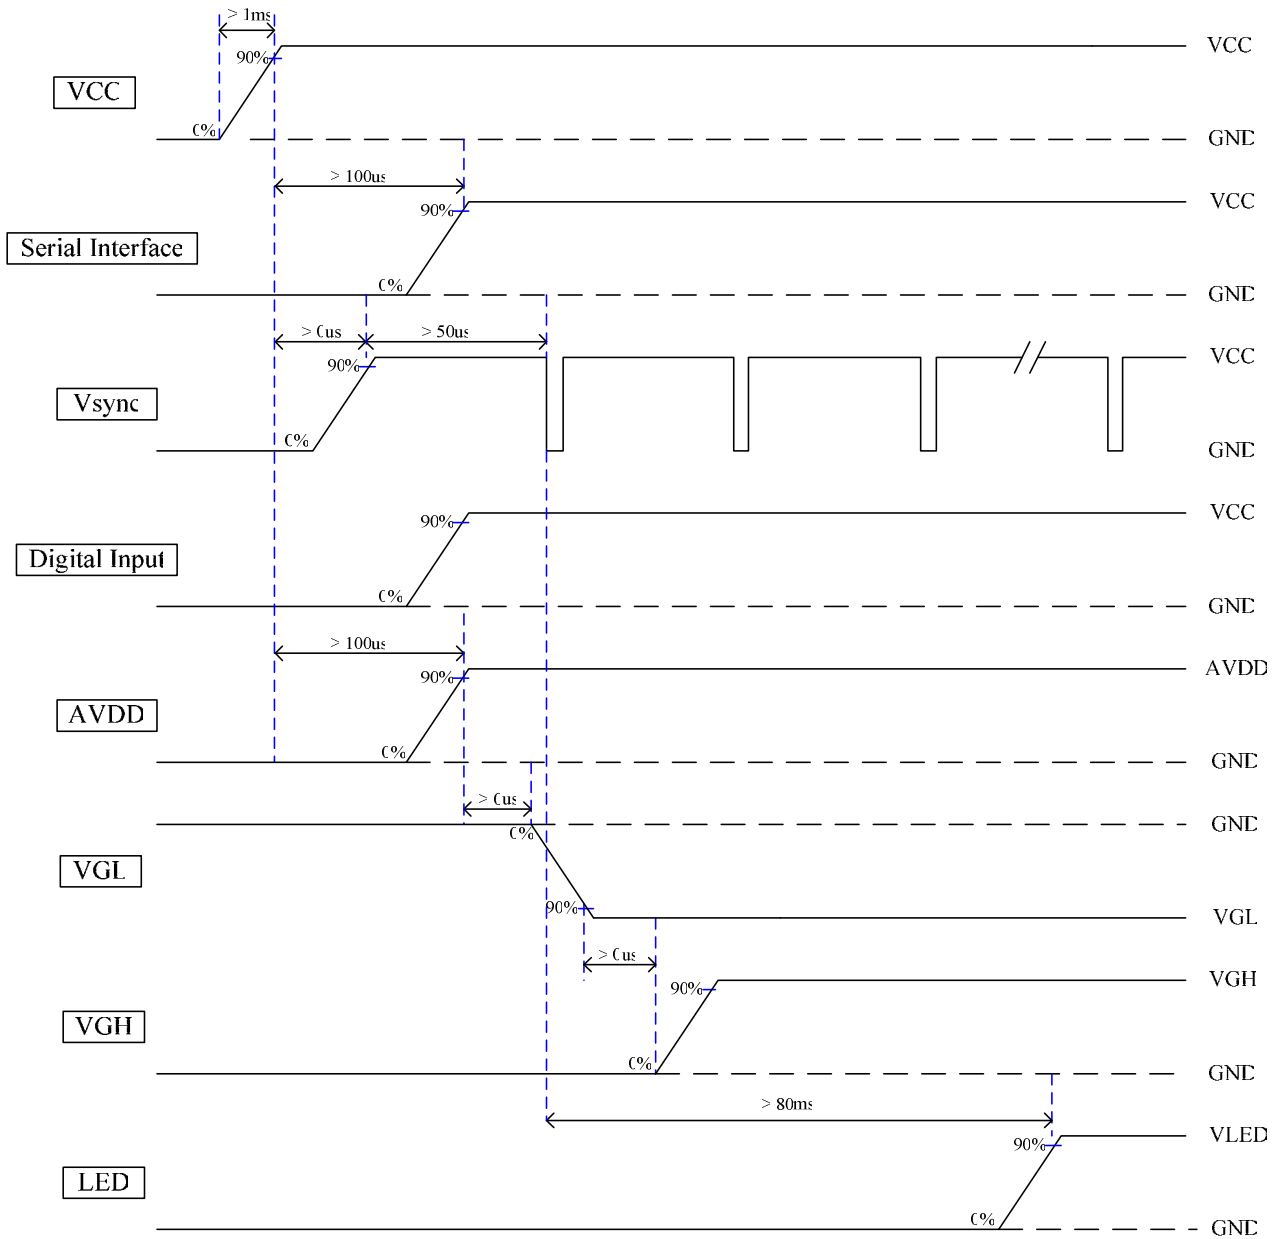 > 1ms
VCC
90%
VCC
0%
GND
> 100us
VCC
90%
Serial Interface
0%
GND
> 0us
> 50us
VCC
90%
Vsync
0%
GND
VCC
90%
Digital Input
0%
GND
> 100us
AVDD
90%
AVDD
0%
GND
> 0us
GND
0%
VGL
90%
VGL
> 0us
VGH
90%
VGH
0%
GND
> 80ms
VLED
90%
LED
0%
GND